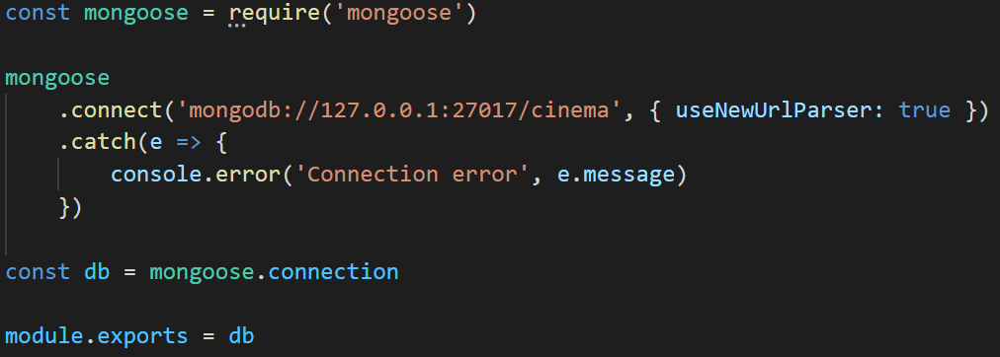 const mongoose = require('mongoose')
mongoose
.connect('mongodb://127.0.0.1:27017/cinema', { useNewUrlParser: true })
.catch(e => {
console.error('Connection error', e.message)
})
const db = mongoose.connection
module.exports = db